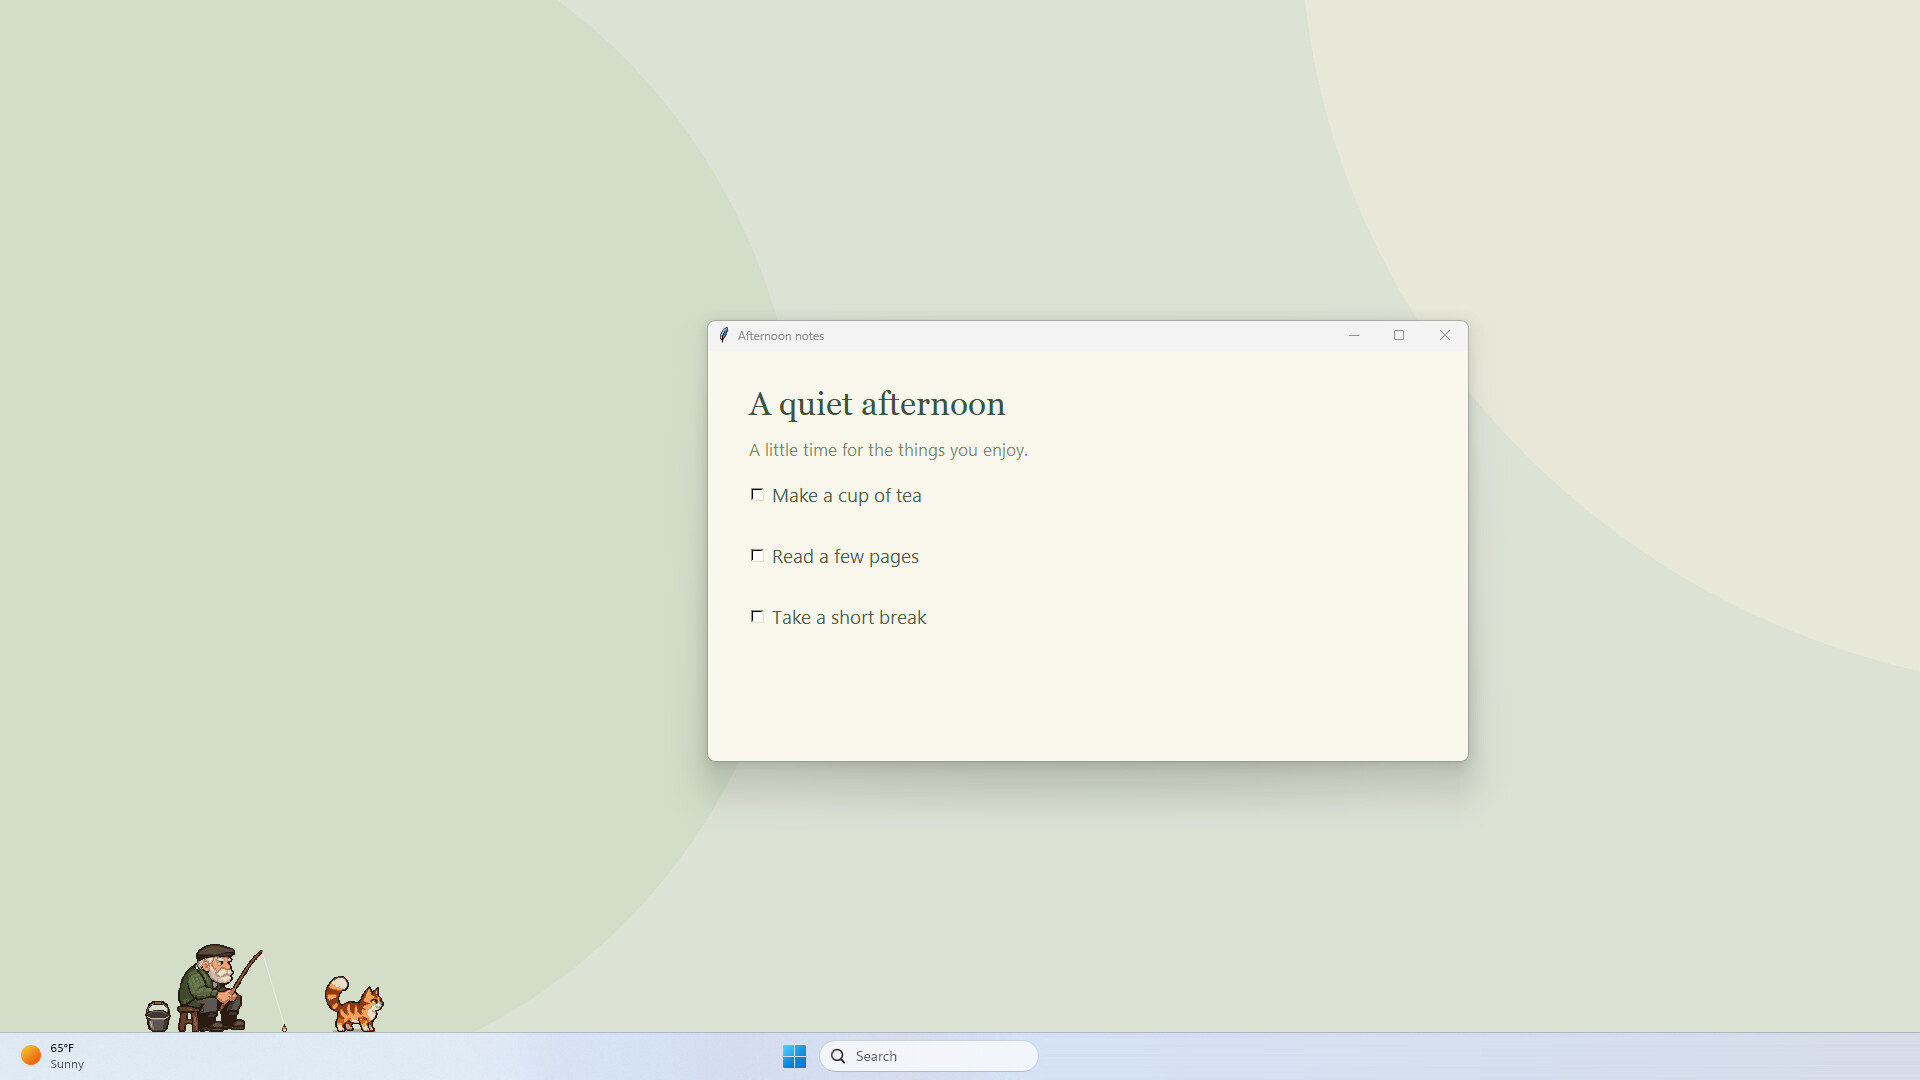 Afternoon notes
A quiet afternoon
A little time for the things you enjoy.
Make a cup of tea
Read a few pages
Take a short break
65°F
Sunny
Search